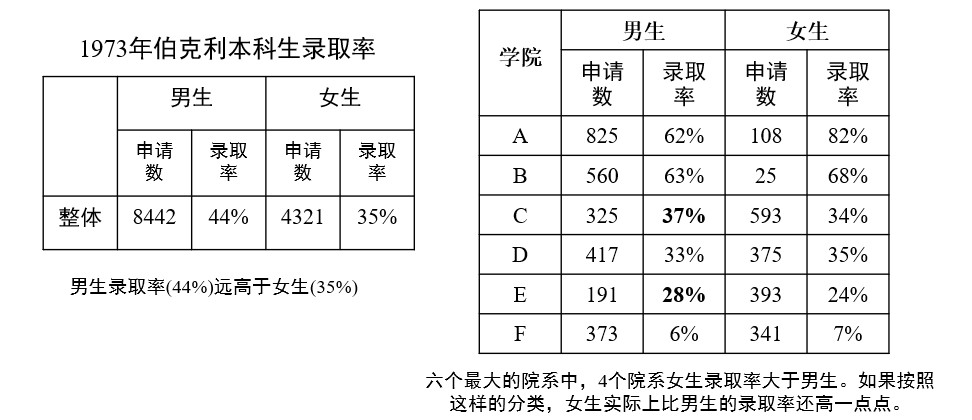 1973年伯克利本科生录取率
男生 女生
申请数 录取率 申请数 录取率
整体 8442 44% 4321 35%
男生录取率(44%)远高于女生(35%)
学院 男生 女生
申请数 录取率 申请数 录取率
A 825 62% 108 82%
B 560 63% 25 68%
C 325 37% 593 34%
D 417 33% 375 35%
E 191 28% 393 24%
F 373 6% 341 7%
六个最大的院系中，4个院系女生录取率大于男生。如果按照
这样的分类，女生实际上比男生的录取率还高一点点。